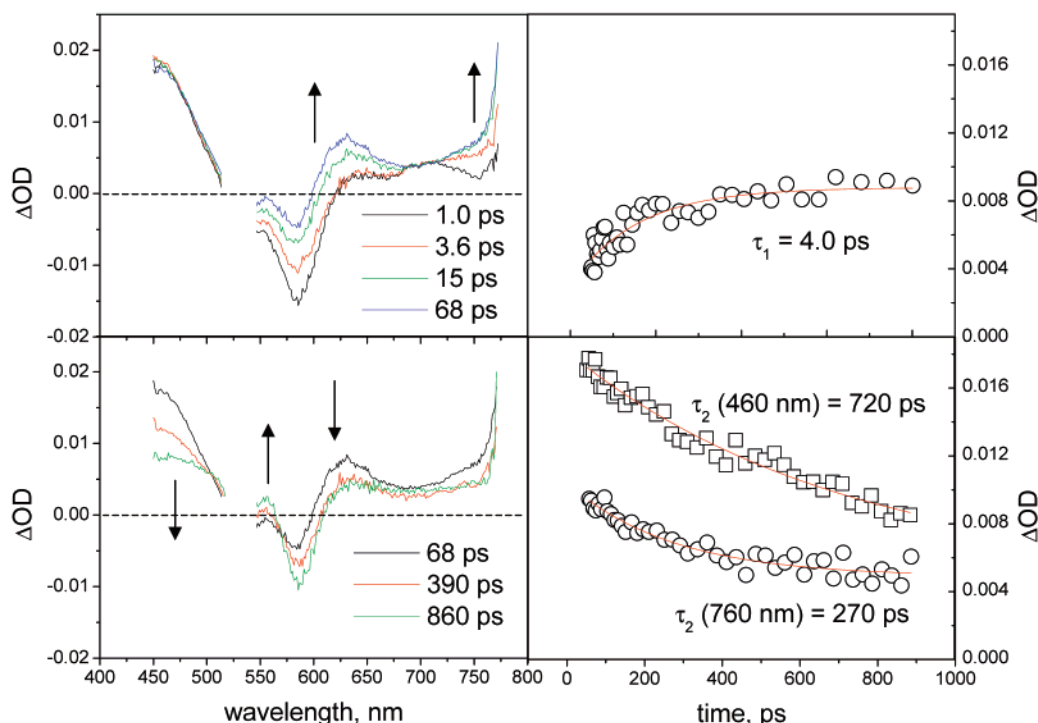 ΔOD
0.02
0.01
0.00
-0.01
-0.02
1.0 ps
3.6 ps
15 ps
68 ps
τ1 = 4.0 ps
0.016
0.012
0.008
0.004
0.000
ΔOD
ΔOD
0.02
0.01
0.00
-0.01
-0.02
68 ps
390 ps
860 ps
400 450 500 550 600 650 700 750 800
wavelength, nm
τ2 (460 nm) = 720 ps
τ2 (760 nm) = 270 ps
0.016
0.012
0.008
0.004
0.000
ΔOD
0 200 400 600 800 1000
time, ps